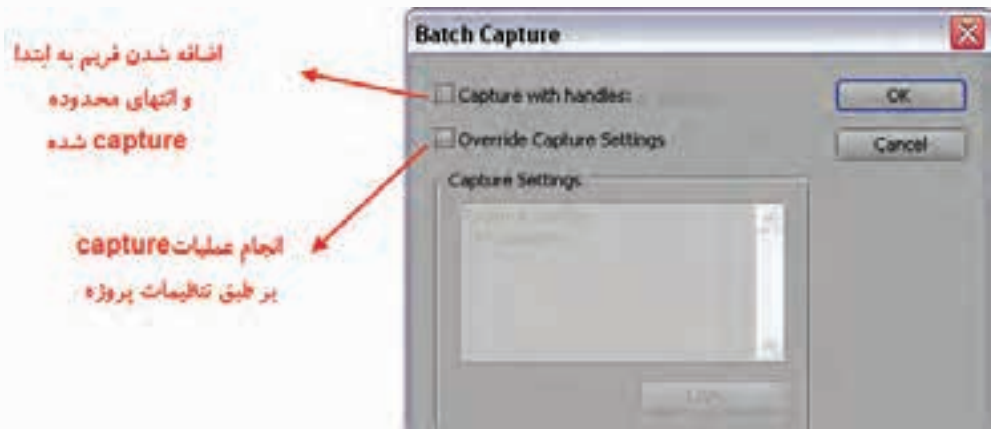 Batch Capture
اضافه شدن فریم به ابتدا
و انتهای محدوده
capture شده
Capture with handles:
OK
Override Capture Settings
Cancel
Capture Settings
انجام عملیات capture
بر طبق تنظیمات پروژه